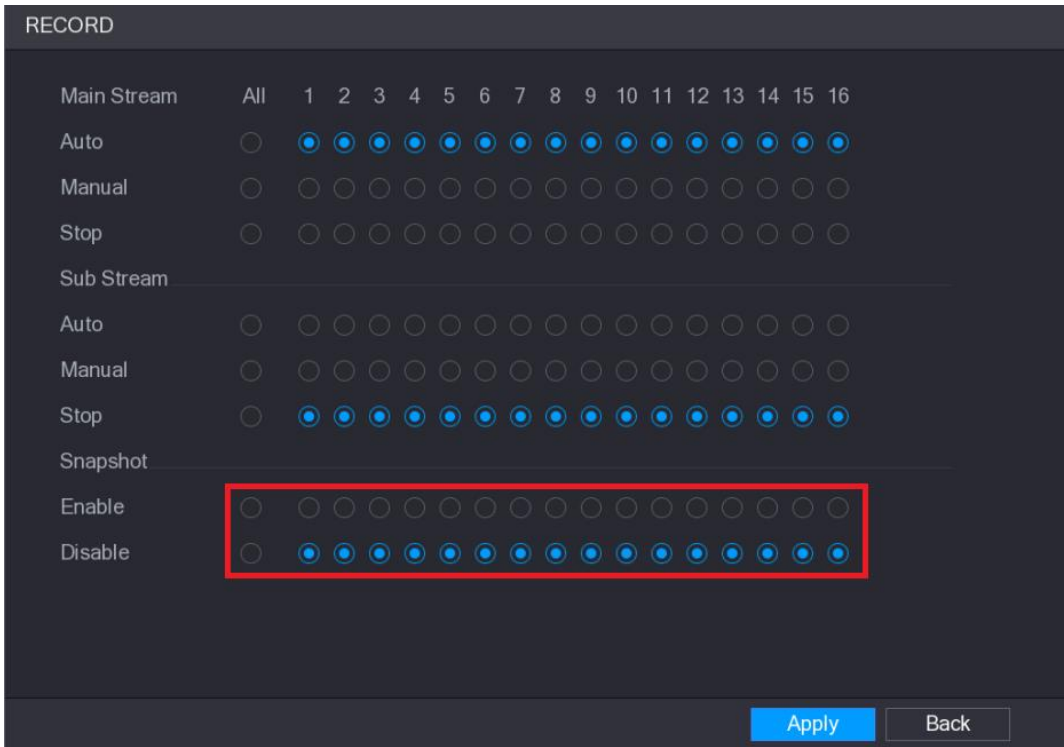 RECORD
Main Stream All 1 2 3 4 5 6 7 8 9 10 11 12 13 14 15 16
Auto
Manual
Stop
Sub Stream
Auto
Manual
Stop
Snapshot
Enable
Disable
Apply Back